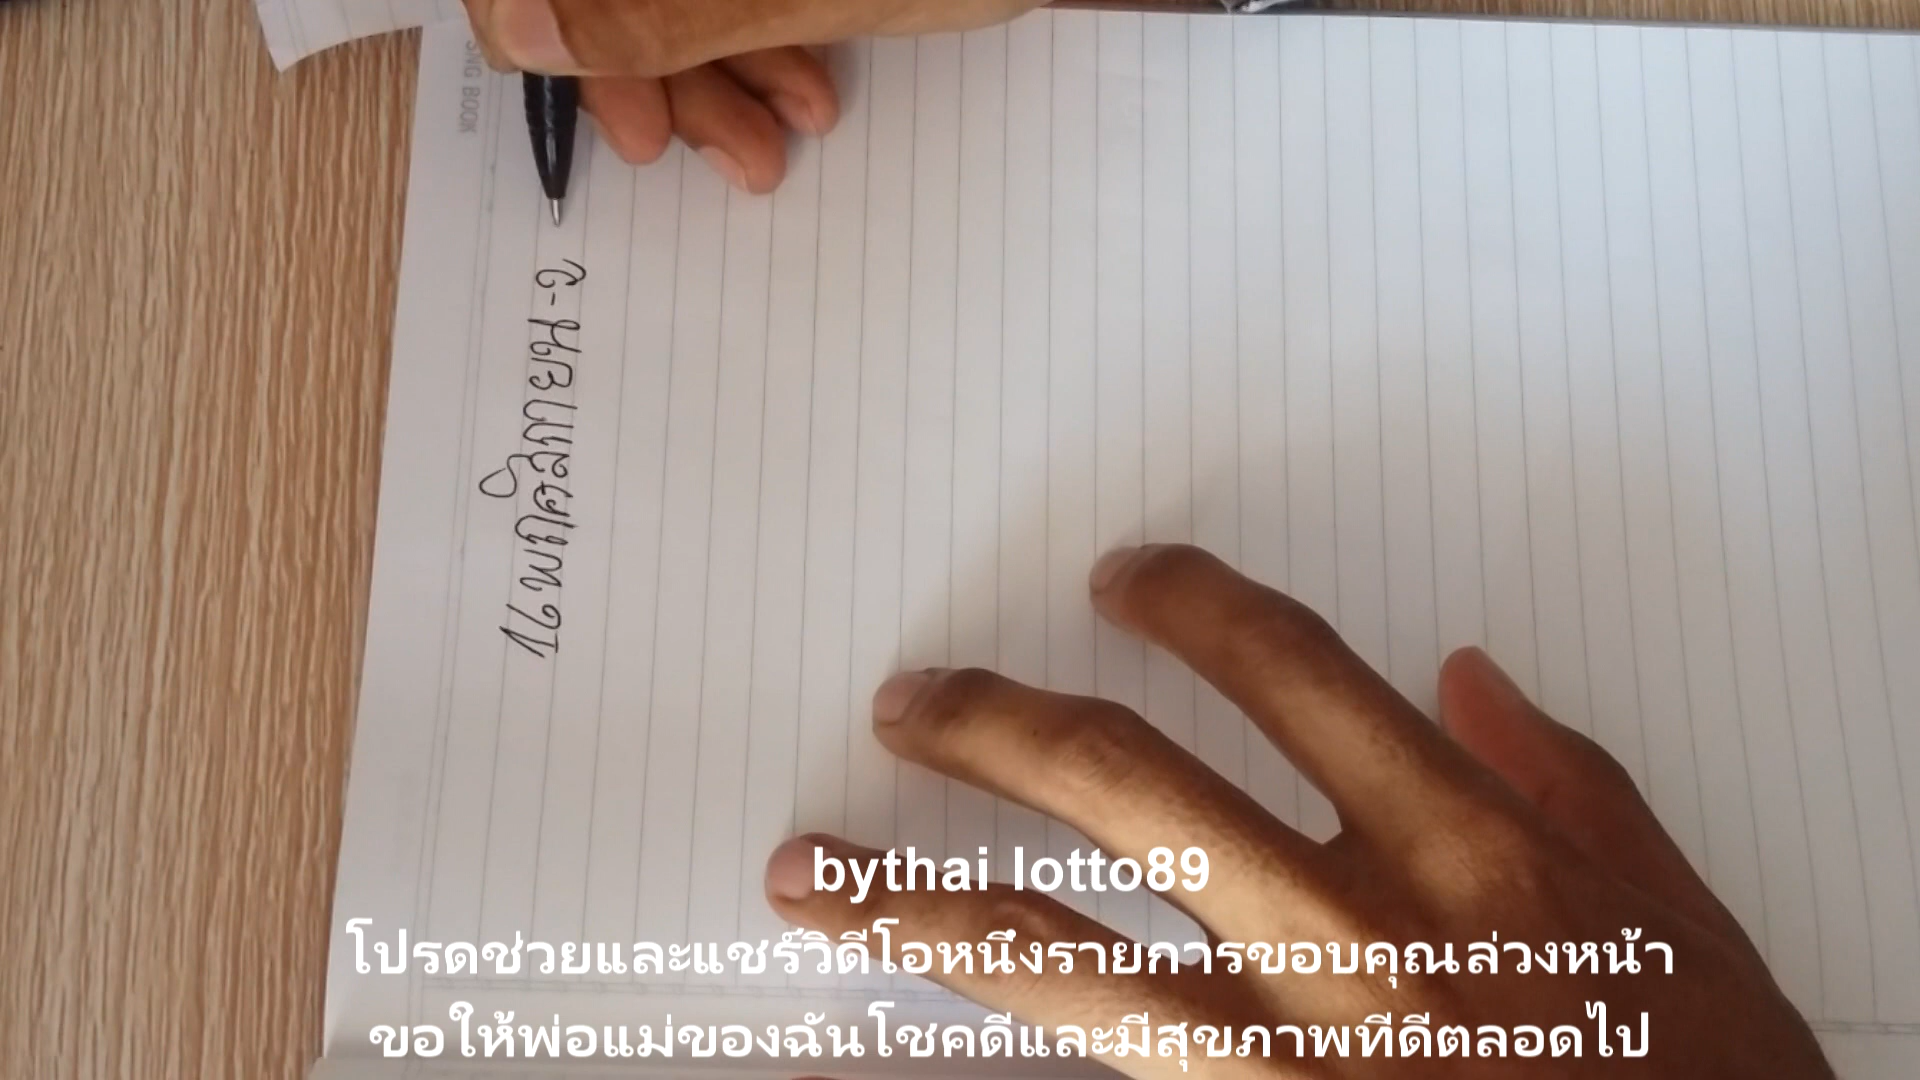 SNG BOOK
bythai lotto89
โปรดช่วยและแชร์วิดีโอหนึ่งรายการขอบคุณล่วงหน้า
ขอให้พ่อแม่ของฉันโชคดีและมีสุขภาพที่ดีตลอดไป